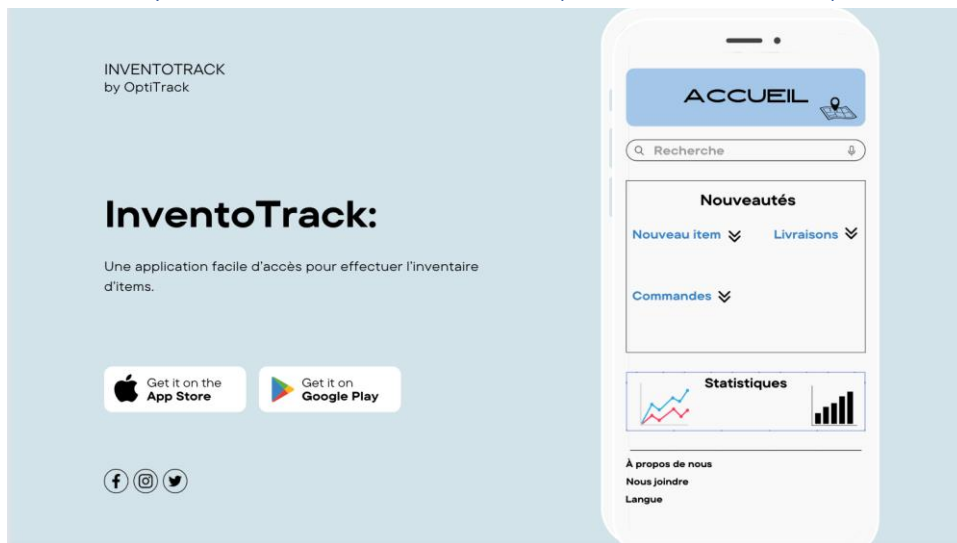 INVENTOTRACK
by OptiTrack
InventoTrack:
Une application facile d'accès pour effectuer l'inventaire
d'items.
Get it on the
App Store
Get it on
Google Play
ACCUEIL
Recherche
Nouveautés
Nouveau item
Livraisons
Commandes
Statistiques
À propos de nous
Nous joindre
Langue